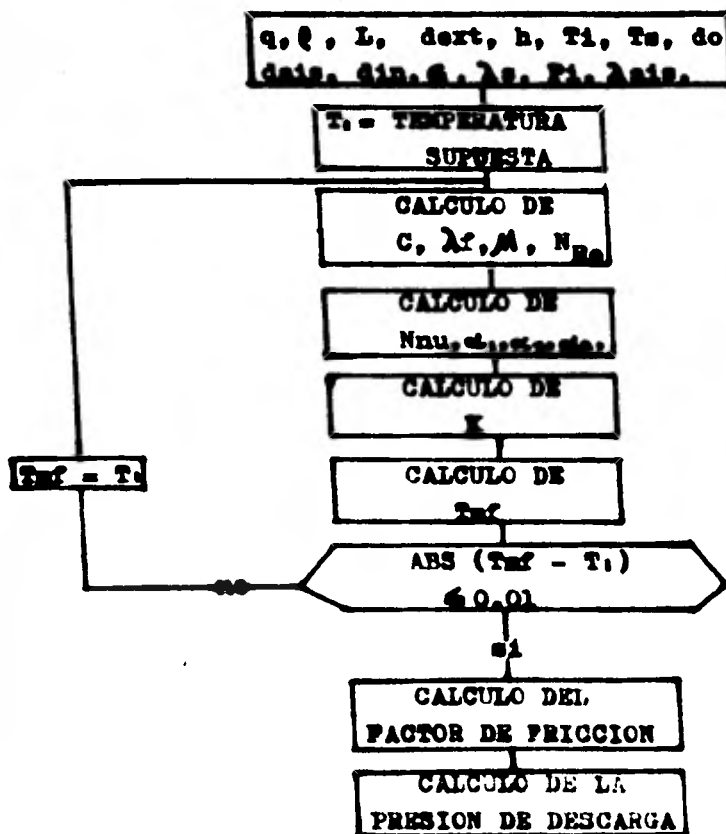 q, ρ, L, dext, h, Ti, Ts, do
dais, din, λs, Pi, λais,
T₁ = TEMPERATURA
SUPUESTA
CALCULO DE
C, λf, μ, N_Re
CALCULO DE
Nnu,
CALCULO DE
K
CALCULO DE
Tmf
Tmf = T₁
ABS (Tmf - T₁)
≤ 0.01
no
si
CALCULO DEL
FACTOR DE FRICCION
CALCULO DE LA
PRESION DE DESCARGA